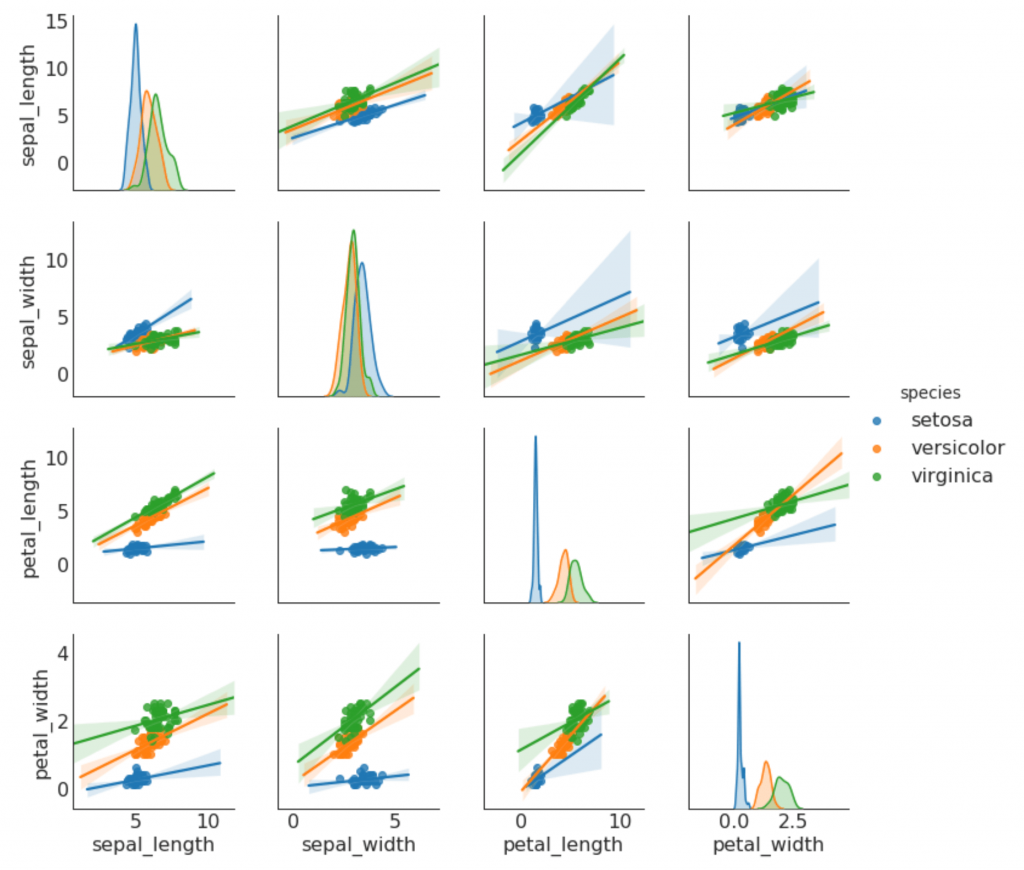 15
10
5
0
sepal_length
10
5
0
sepal_width
species
setosa
versicolor
virginica
10
5
0
petal_length
4
2
0
petal_width
5 10
sepal_length
0 5
sepal_width
0 10
petal_length
0.0 2.5
petal_width